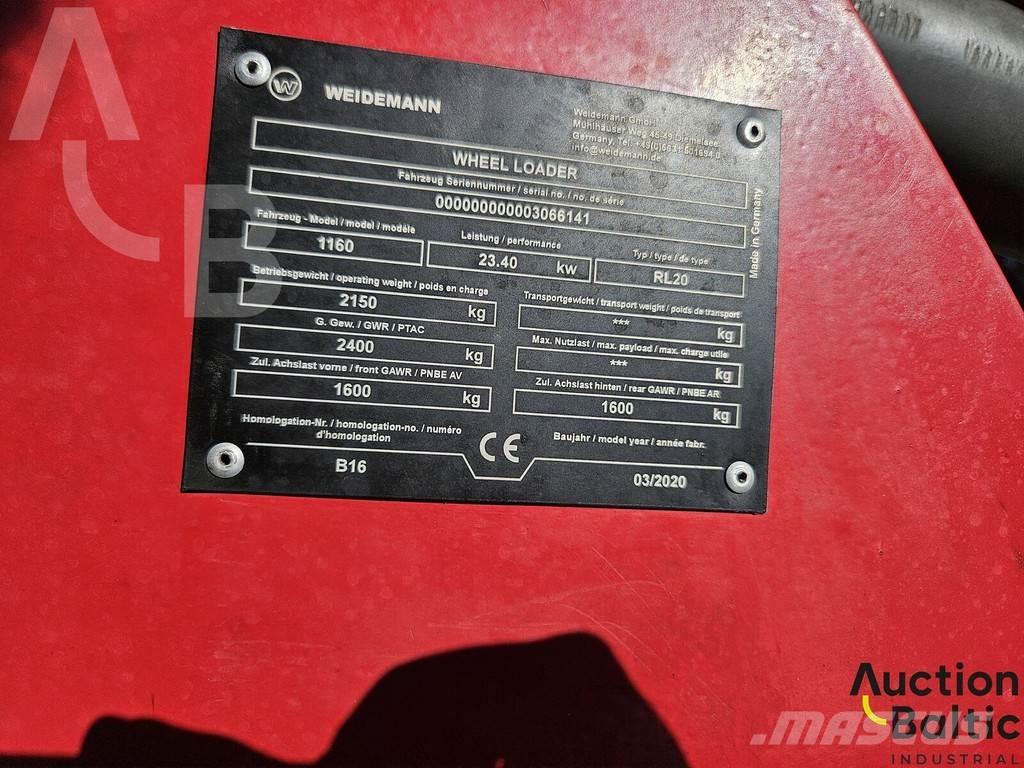 W WEIDEMANN
Weidemann GmbH
Mühlhäuser Weg 45-49 Diemelsee
Germany, Tel.: +49(0)5631 501694 0
info@weidemann.de
WHEEL LOADER
Fahrzeug Seriennummer / serial no. / no. de série
000000000003066141
Made in Germany
Fahrzeug - Model / model / modèle
1160
Leistung / performance
23.40 kw
Typ / type / de type
RL20
Betriebsgewicht / operating weight / poids en charge
2150 kg
Transportgewicht / transport weight / poids de transport
*** kg
G. Gew. / GWR / PTAC
2400 kg
Max. Nutzlast / max. payload / max. charge utile
*** kg
Zul. Achslast vorne / front GAWR / PNBE AV
1600 kg
Zul. Achslast hinten / rear GAWR / PNBE AR
1600 kg
Homologation-Nr. / homologation-no. / numéro
d'homologation
B16
CE
Baujahr / model year / année fabr.
03/2020
AB
Auction
Baltic
INDUSTRIAL
MASCUS